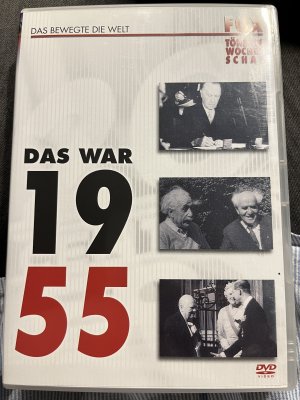 DAS BEWEGTE DIE WELT
FOX
TÖNENDE
WOCHEN
SCHAU
DAS WAR
19
55
DVD
VIDEO